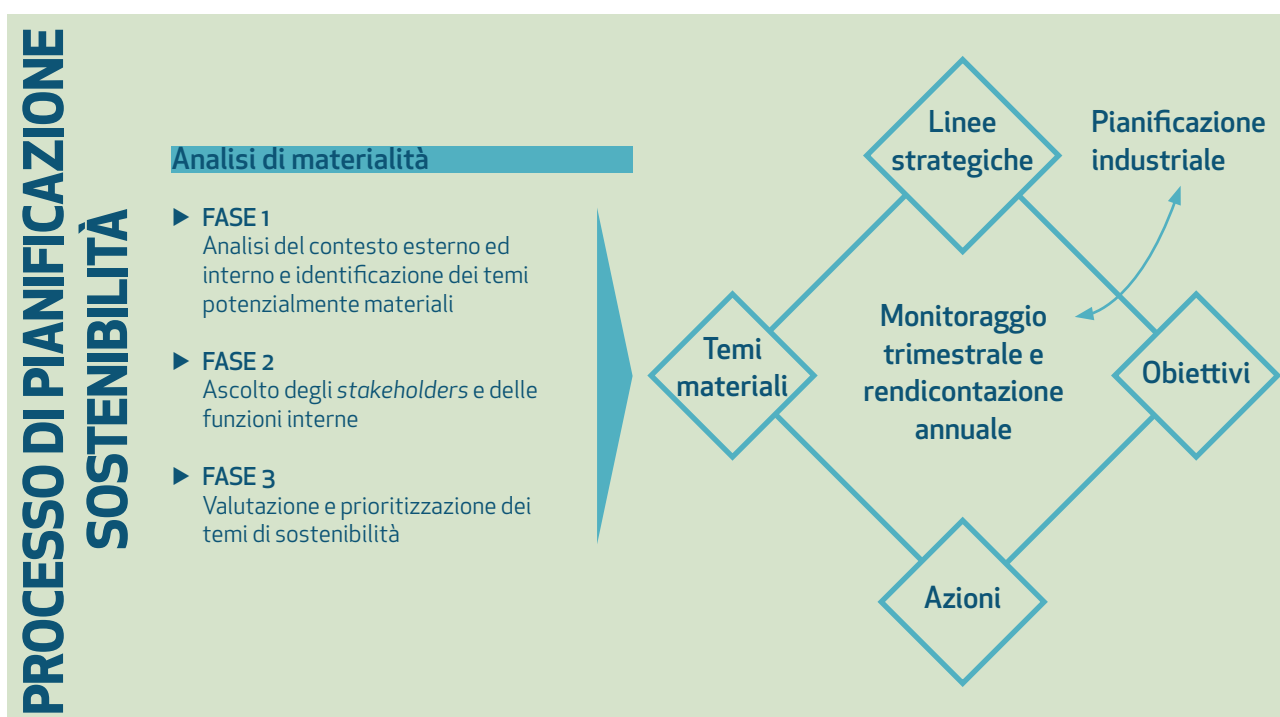 PROCESSO DI PIANIFICAZIONE
SOSTENIBILITÀ
Analisi di materialità
FASE 1
Analisi del contesto esterno ed
interno e identificazione dei temi
potenzialmente materiali
FASE 2
Ascolto degli stakeholders e delle
funzioni interne
FASE 3
Valutazione e prioritizzazione dei
temi di sostenibilità
Linee
strategiche
Pianificazione
industriale
Temi
materiali
Monitoraggio
trimestrale e
rendicontazione
annuale
Obiettivi
Azioni